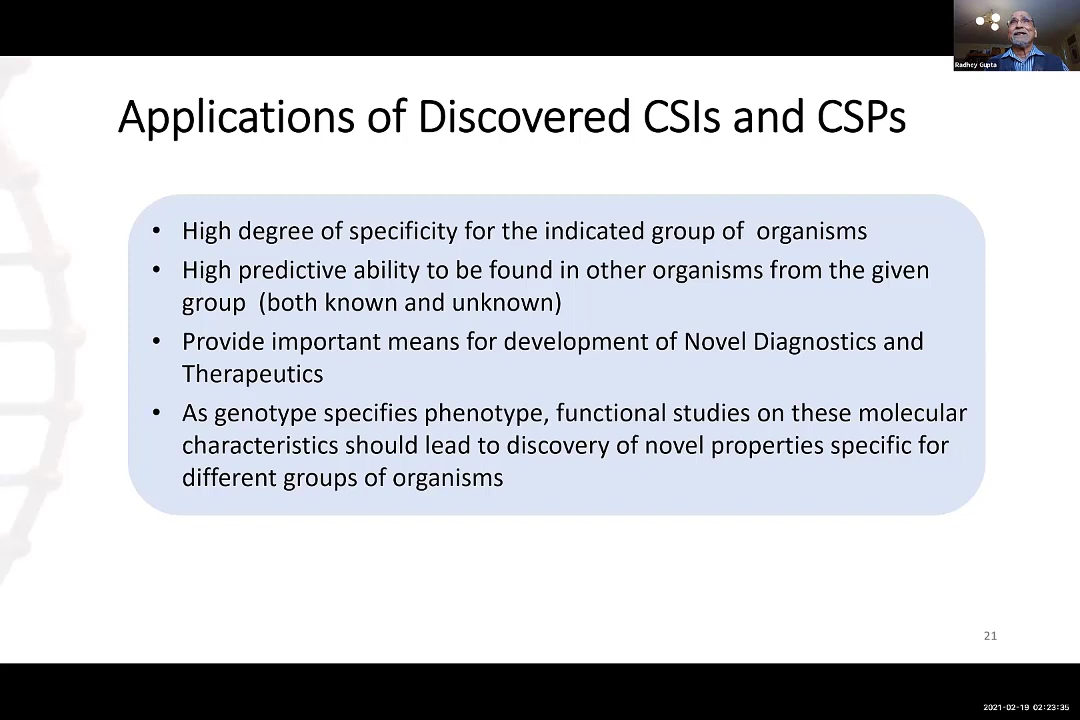 Radhey Gupta
Applications of Discovered CSIs and CSPs
• High degree of specificity for the indicated group of  organisms
• High predictive ability to be found in other organisms from the given
group  (both known and unknown)
• Provide important means for development of Novel Diagnostics and
Therapeutics
• As genotype specifies phenotype, functional studies on these molecular
characteristics should lead to discovery of novel properties specific for
different groups of organisms
21
2021-02-19 02:23:35